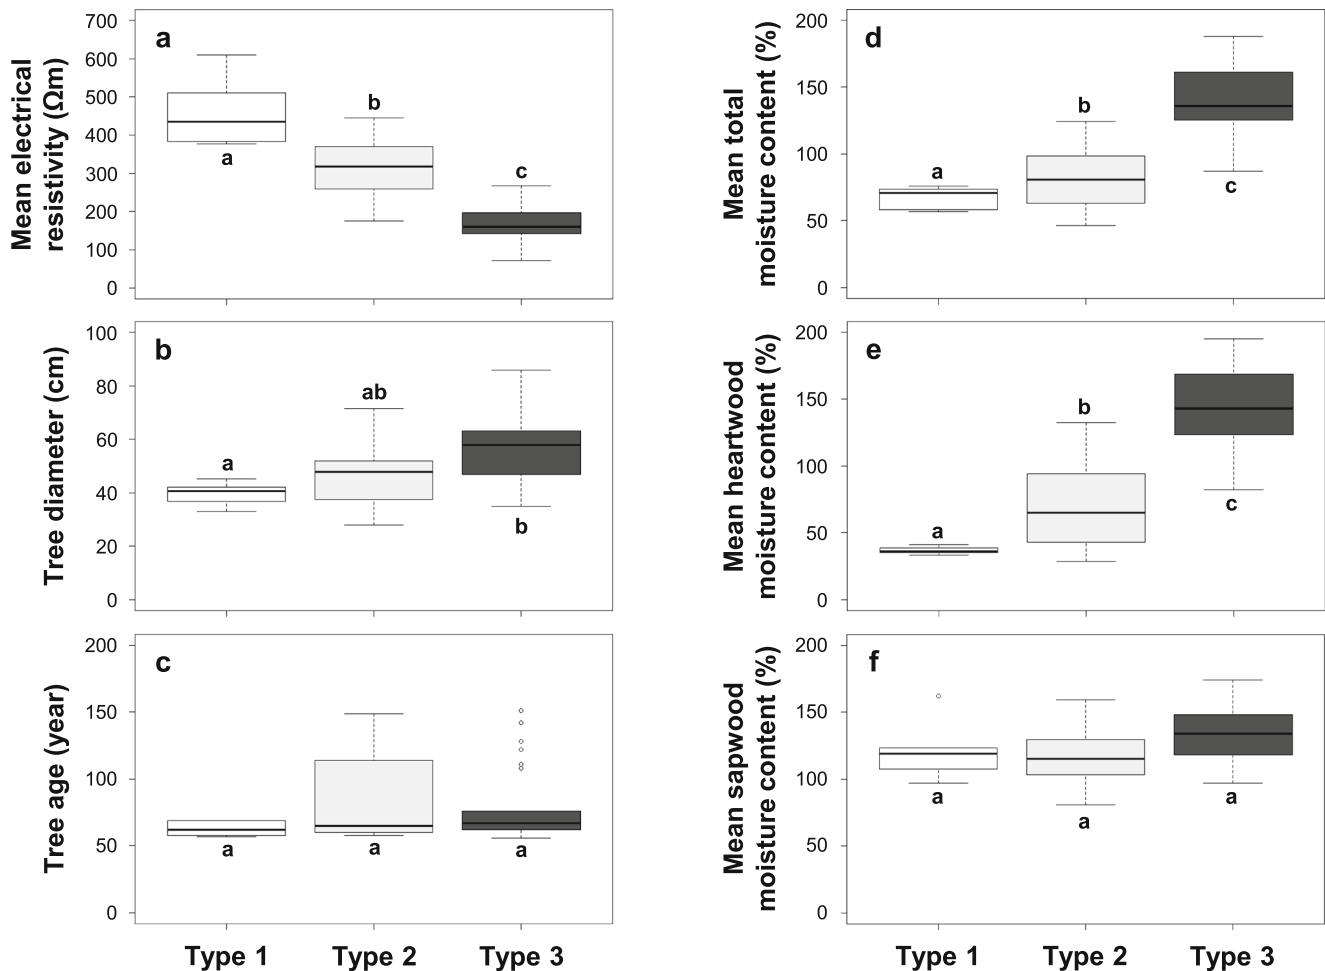 Mean electrical
resistivity (Ωm)
700
600
500
400
300
200
100
0
a
a
b
c
Mean total
moisture content (%)
200
150
100
50
0
d
a
b
c
Tree diameter (cm)
100
80
60
40
20
0
b
a
ab
b
Mean heartwood
moisture content (%)
200
150
100
50
0
e
a
b
c
Tree age (year)
200
150
100
50
0
c
a
a
a
Mean sapwood
moisture content (%)
200
150
100
50
0
f
a
a
a
Type 1 Type 2 Type 3
Type 1 Type 2 Type 3